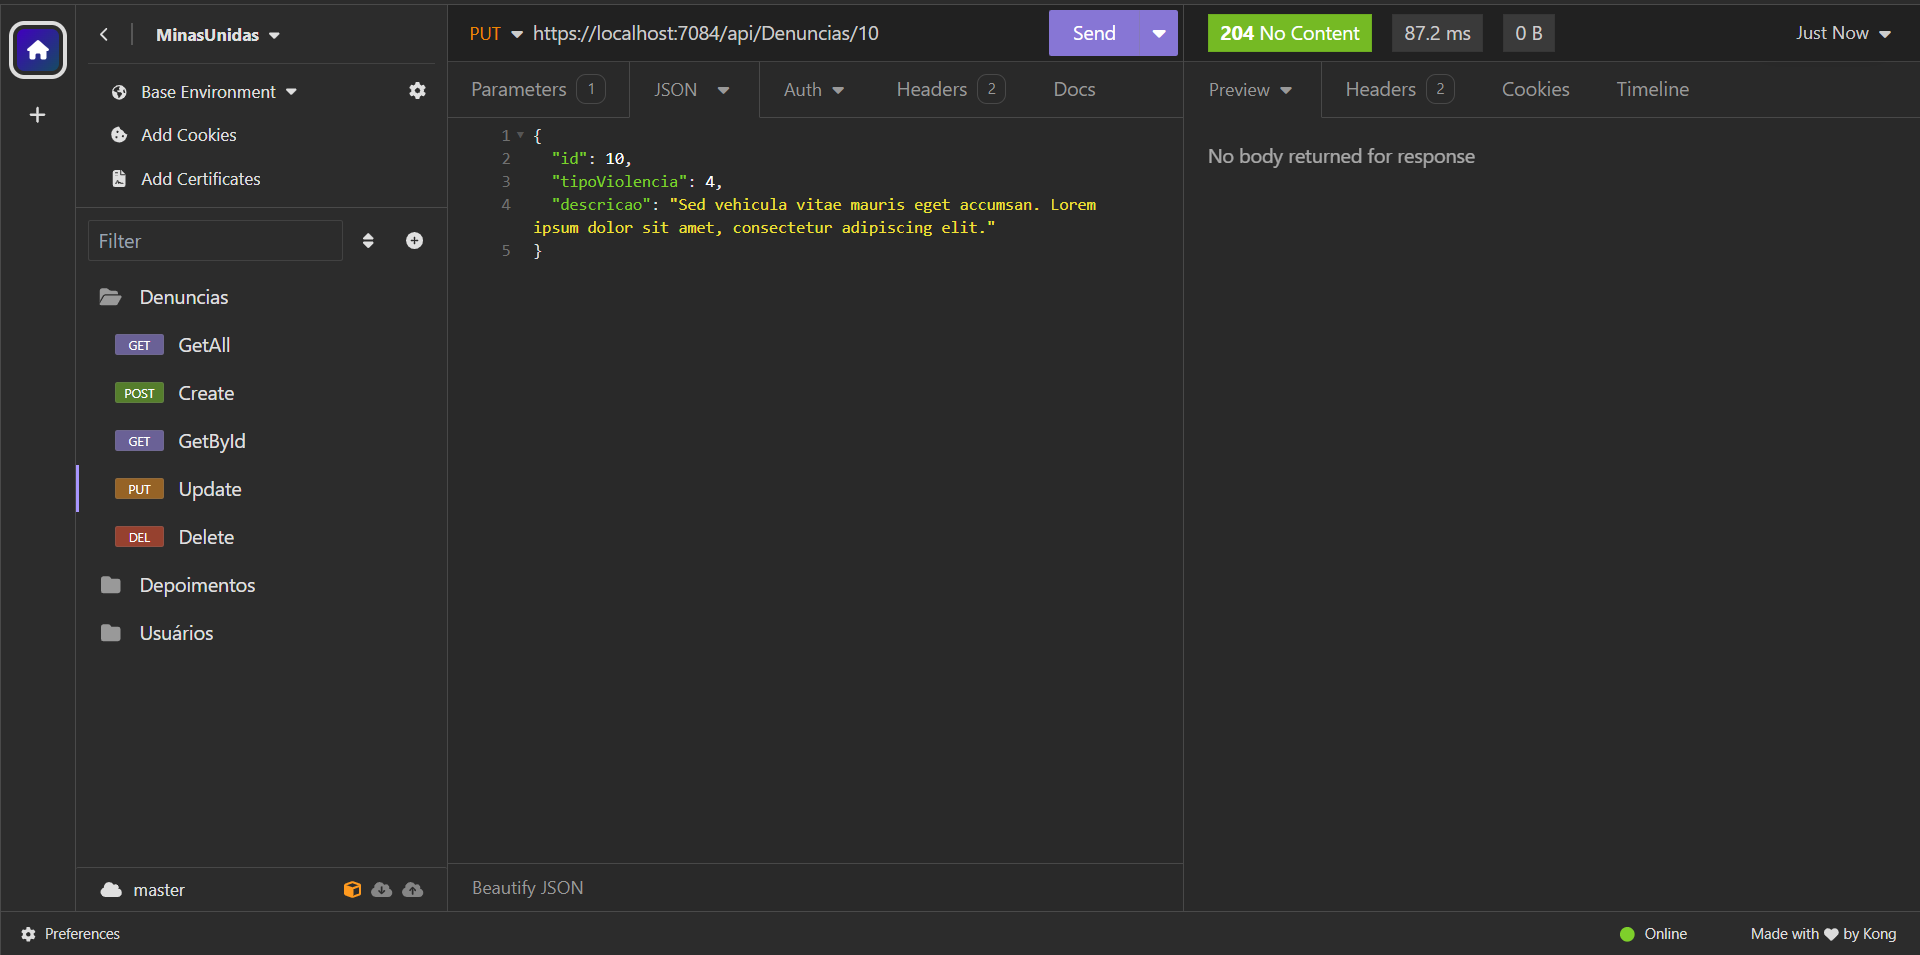 MinasUnidas
Base Environment
Add Cookies
Add Certificates
Filter
Denuncias
GET GetAll
POST Create
GET GetById
PUT Update
DEL Delete
Depoimentos
Usuários
master
PUT https://localhost:7084/api/Denuncias/10 Send
Parameters 1 JSON Auth Headers 2 Docs
1 {
2 "id": 10,
3 "tipoViolencia": 4,
4 "descricao": "Sed vehicula vitae mauris eget accumsan. Lorem
ipsum dolor sit amet, consectetur adipiscing elit."
5 }
Beautify JSON
204 No Content 87.2 ms 0 B Just Now
Preview Headers 2 Cookies Timeline
No body returned for response
Preferences Online Made with by Kong